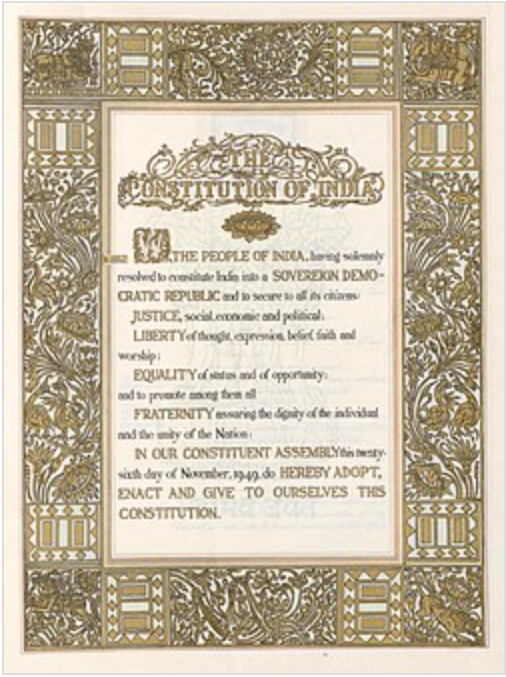 THE
CONSTITUTION OF INDIA
WE, THE PEOPLE OF INDIA, having solemnly
resolved to constitute India into a SOVEREIGN DEMO-
CRATIC REPUBLIC and to secure to all its citizens:
JUSTICE, social, economic and political;
LIBERTY of thought, expression, belief, faith and
worship;
EQUALITY of status and of opportunity;
and to promote among them all
FRATERNITY assuring the dignity of the individual
and the unity of the Nation;
IN OUR CONSTITUENT ASSEMBLY this twenty-
sixth day of November, 1949, do HEREBY ADOPT,
ENACT AND GIVE TO OURSELVES THIS
CONSTITUTION.